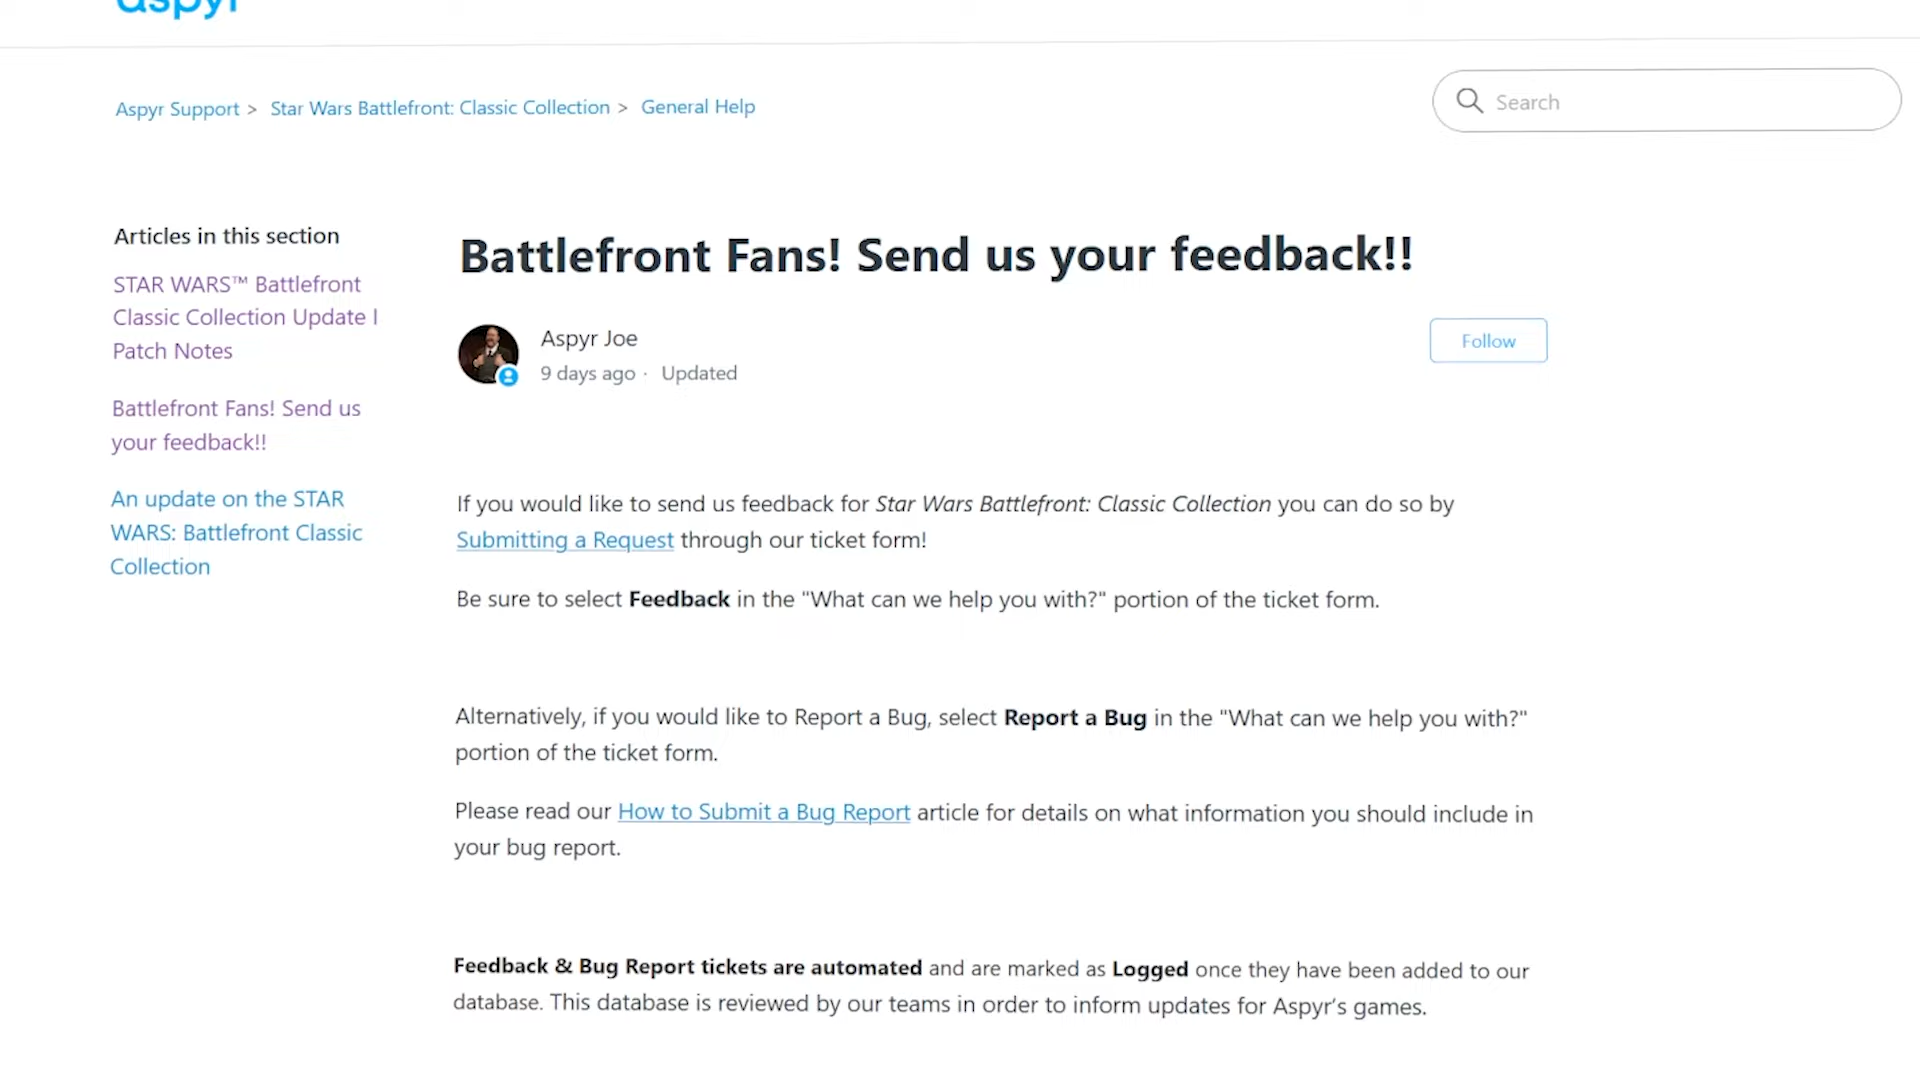 aspyr
Aspyr Support > Star Wars Battlefront: Classic Collection > General Help
Search
Articles in this section
STAR WARS™ Battlefront
Classic Collection Update |
Patch Notes
Battlefront Fans! Send us
your feedback!!
An update on the STAR
WARS: Battlefront Classic
Collection
Battlefront Fans! Send us your feedback!!
Aspyr Joe
9 days ago · Updated
Follow
If you would like to send us feedback for Star Wars Battlefront: Classic Collection you can do so by
Submitting a Request through our ticket form!
Be sure to select Feedback in the "What can we help you with?" portion of the ticket form.
Alternatively, if you would like to Report a Bug, select Report a Bug in the "What can we help you with?"
portion of the ticket form.
Please read our How to Submit a Bug Report article for details on what information you should include in
your bug report.
Feedback & Bug Report tickets are automated and are marked as Logged once they have been added to our
database. This database is reviewed by our teams in order to inform updates for Aspyr's games.